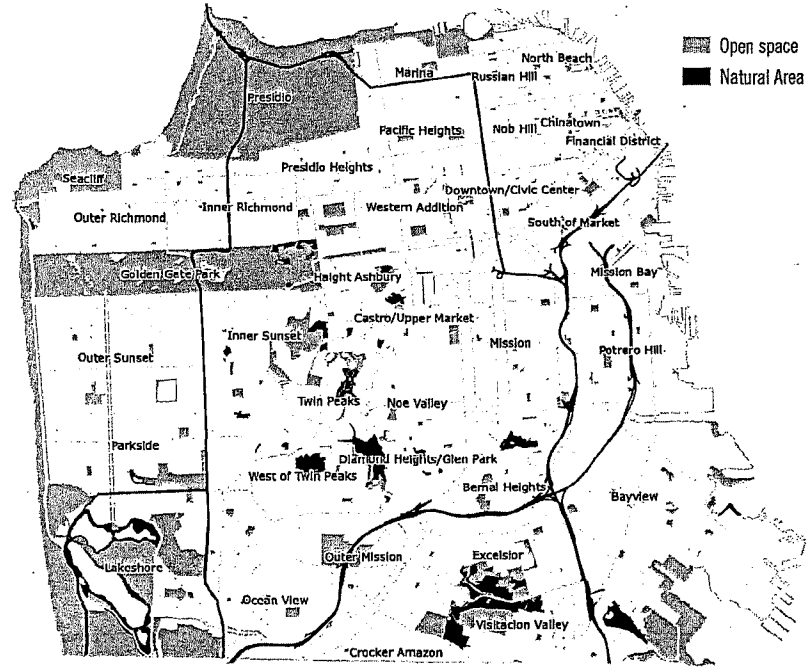 Open space
Natural Area
North Beach
Marina
Russian Hill
Presidio
Chinatown
Pacific Heights
Nob Hill
Financial District
Presidio Heights
Seacliff
Downtown/Civic Center
Inner Richmond
Western Addition
Outer Richmond
South of Market
Golden Gate Park
Haight Ashbury
Mission Bay
Castro/Upper Market
Inner Sunset
Mission
Potrero Hill
Outer Sunset
Twin Peaks
Noe Valley
Parkside
Diamond Heights/Glen Park
West of Twin Peaks
Bernal Heights
Bayview
Outer Mission
Excelsior
Lakeshore
Ocean View
Visitacion Valley
Crocker Amazon